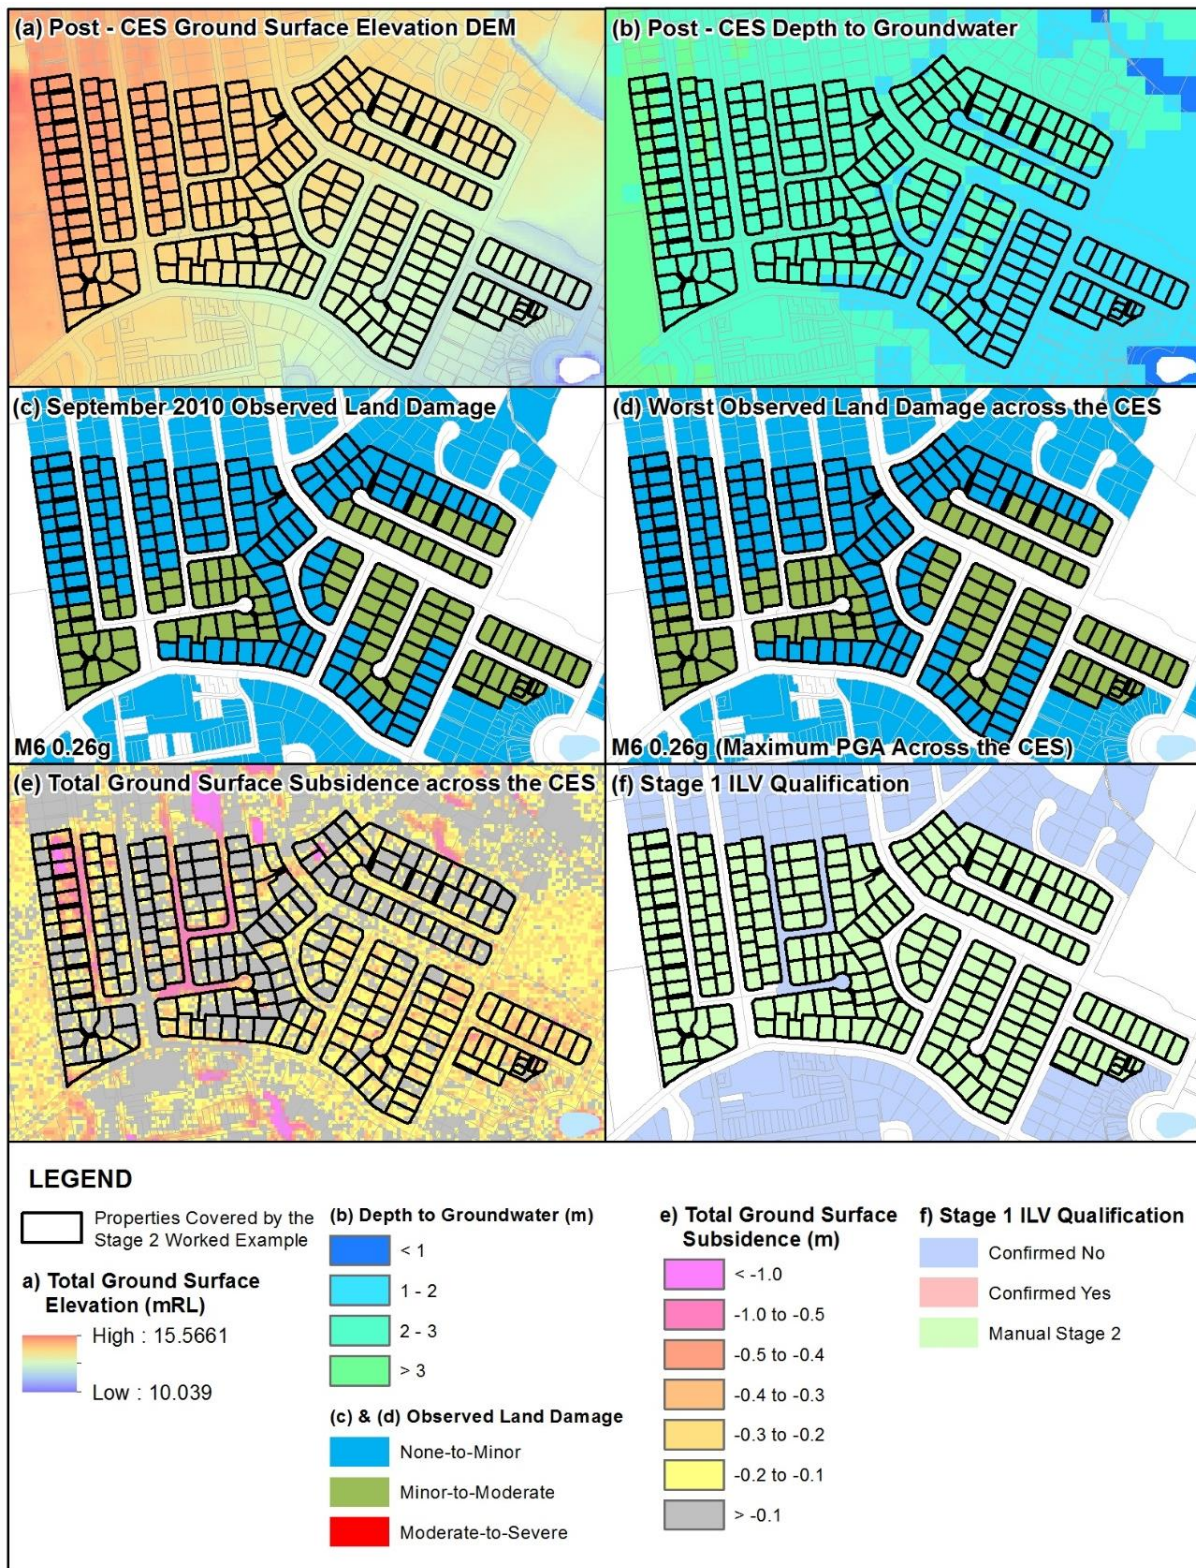 (a) Post - CES Ground Surface Elevation DEM
(b) Post - CES Depth to Groundwater
(c) September 2010 Observed Land Damage
M6 0.26g
(d) Worst Observed Land Damage across the CES
M6 0.26g (Maximum PGA Across the CES)
(e) Total Ground Surface Subsidence across the CES
(f) Stage 1 ILV Qualification
LEGEND
Properties Covered by the
Stage 2 Worked Example
a) Total Ground Surface
Elevation (mRL)
High : 15.5661
Low : 10.039
(b) Depth to Groundwater (m)
< 1
1 - 2
2 - 3
> 3
(c) & (d) Observed Land Damage
None-to-Minor
Minor-to-Moderate
Moderate-to-Severe
e) Total Ground Surface
Subsidence (m)
< -1.0
-1.0 to -0.5
-0.5 to -0.4
-0.4 to -0.3
-0.3 to -0.2
-0.2 to -0.1
> -0.1
f) Stage 1 ILV Qualification
Confirmed No
Confirmed Yes
Manual Stage 2